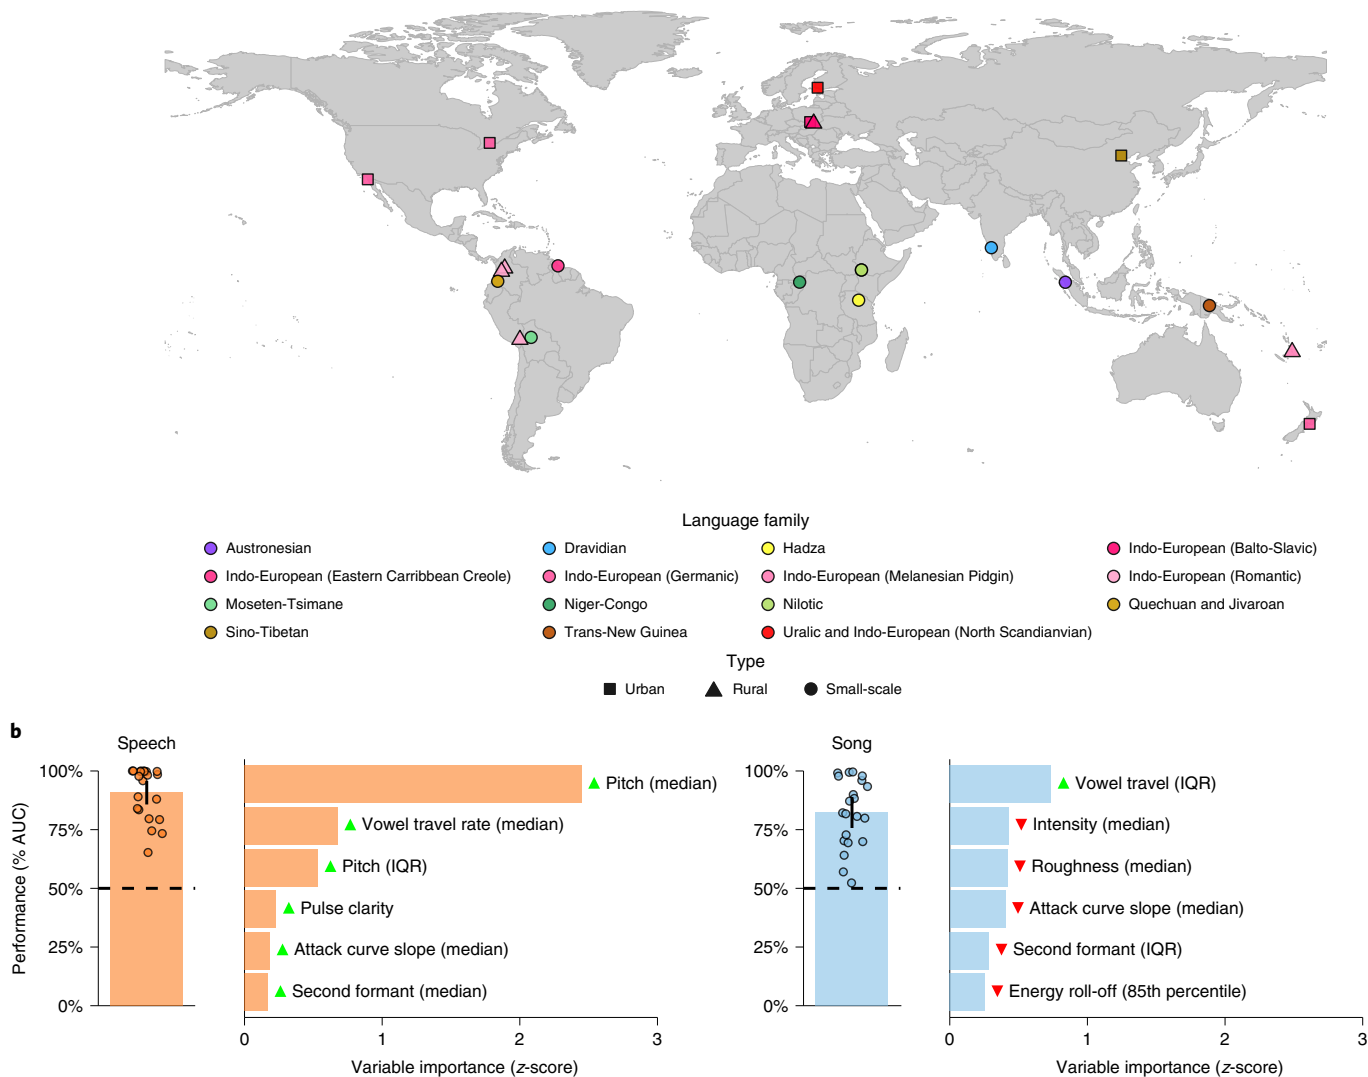 Language family
Austronesian
Dravidian
Hadza
Indo-European (Balto-Slavic)
Indo-European (Eastern Carribbean Creole)
Indo-European (Germanic)
Indo-European (Melanesian Pidgin)
Indo-European (Romantic)
Moseten-Tsimane
Niger-Congo
Nilotic
Quechuan and Jivaroan
Sino-Tibetan
Trans-New Guinea
Uralic and Indo-European (North Scandianvian)
Type
Urban
Rural
Small-scale
b
Speech
Performance (% AUC)
100%
75%
50%
25%
0%
Pitch (median)
Vowel travel rate (median)
Pitch (IQR)
Pulse clarity
Attack curve slope (median)
Second formant (median)
0 1 2 3
Variable importance (z-score)
Song
100%
75%
50%
25%
0%
Vowel travel (IQR)
Intensity (median)
Roughness (median)
Attack curve slope (median)
Second formant (IQR)
Energy roll-off (85th percentile)
0 1 2 3
Variable importance (z-score)